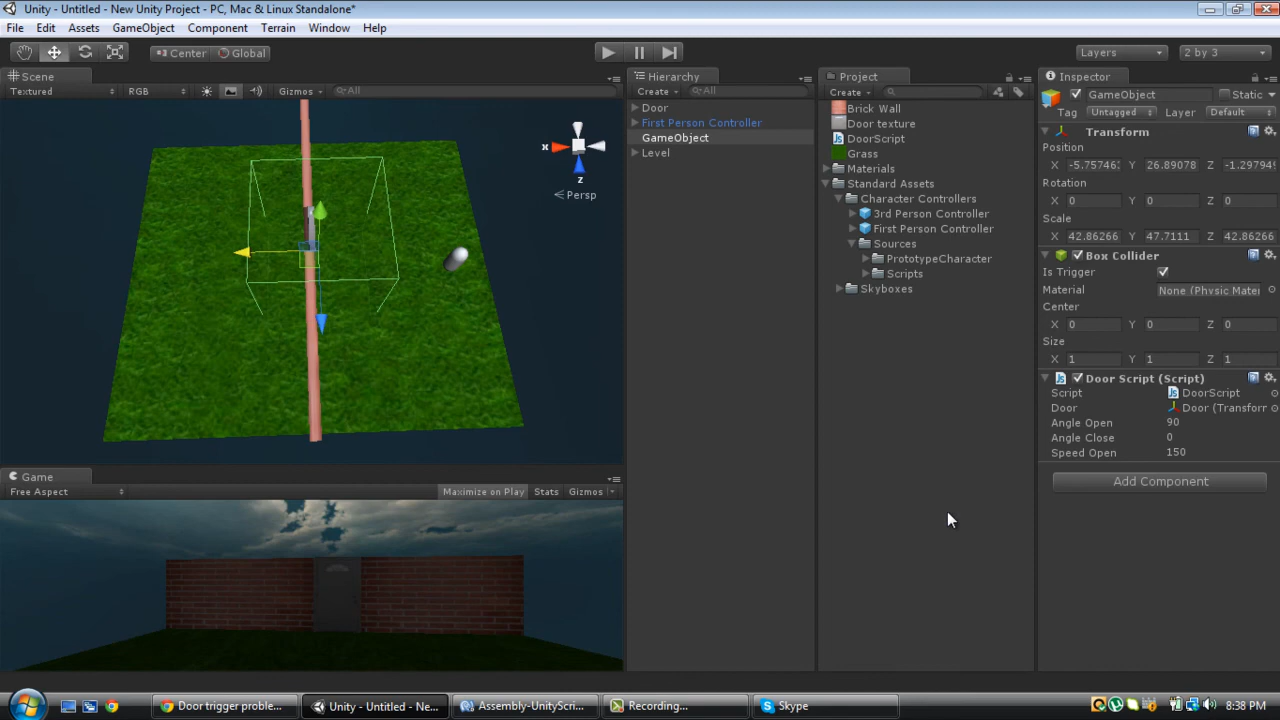 Unity - Untitled - New Unity Project - PC, Mac & Linux Standalone*
File Edit Assets GameObject Component Terrain Window Help
Center Global Layers 2 by 3
Scene
Textured RGB Gizmos All
x
z
Persp
Game
Free Aspect Maximize on Play Stats Gizmos
Hierarchy
Create All
Door
First Person Controller
GameObject
Level
Project
Create
Brick Wall
Door texture
DoorScript
Grass
Materials
Standard Assets
Character Controllers
3rd Person Controller
First Person Controller
Sources
PrototypeCharacter
Scripts
Skyboxes
Inspector
GameObject Static
Tag Untagged Layer Default
Transform
Position
X -5.75746 Y 26.89078 Z -1.29794
Rotation
X 0 Y 0 Z 0
Scale
X 42.86266 Y 47.7111 Z 42.86266
Box Collider
Is Trigger
Material None (Physic Mater
Center
X 0 Y 0 Z 0
Size
X 1 Y 1 Z 1
Door Script (Script)
Script DoorScript
Door Door (Transform
Angle Open 90
Angle Close 0
Speed Open 150
Add Component
Door trigger proble... Unity - Untitled - Ne... Assembly-UnityScri... Recording... Skype 8:38 PM